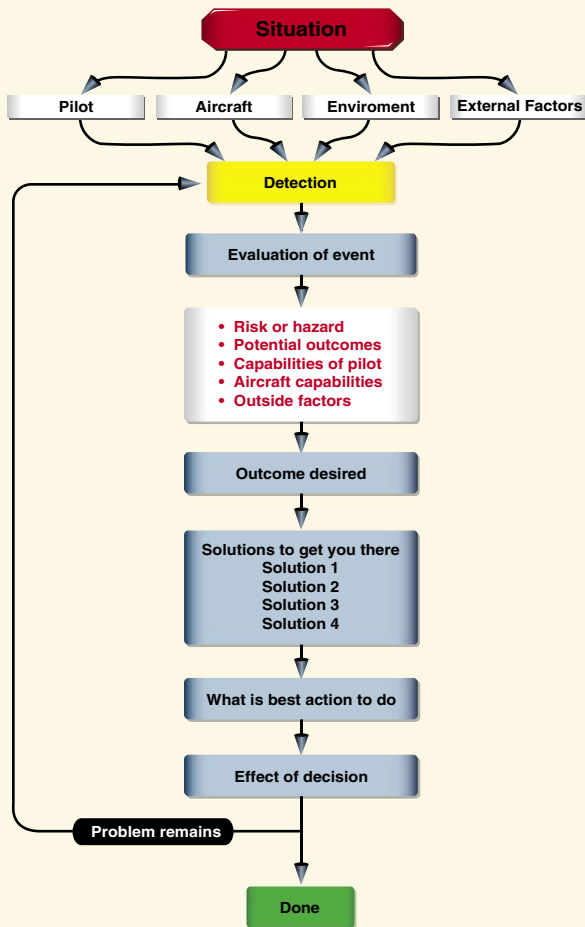 Situation
Pilot
Aircraft
Enviroment
External Factors
Detection
Evaluation of event
• Risk or hazard
• Potential outcomes
• Capabilities of pilot
• Aircraft capabilities
• Outside factors
Outcome desired
Solutions to get you there
Solution 1
Solution 2
Solution 3
Solution 4
What is best action to do
Effect of decision
Problem remains
Done